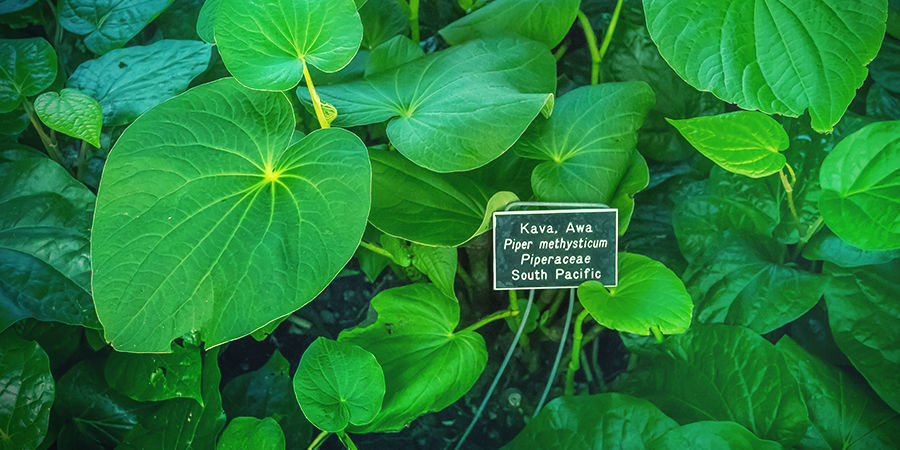 Kava, Awa
Piper methysticum
Piperaceae
South Pacific